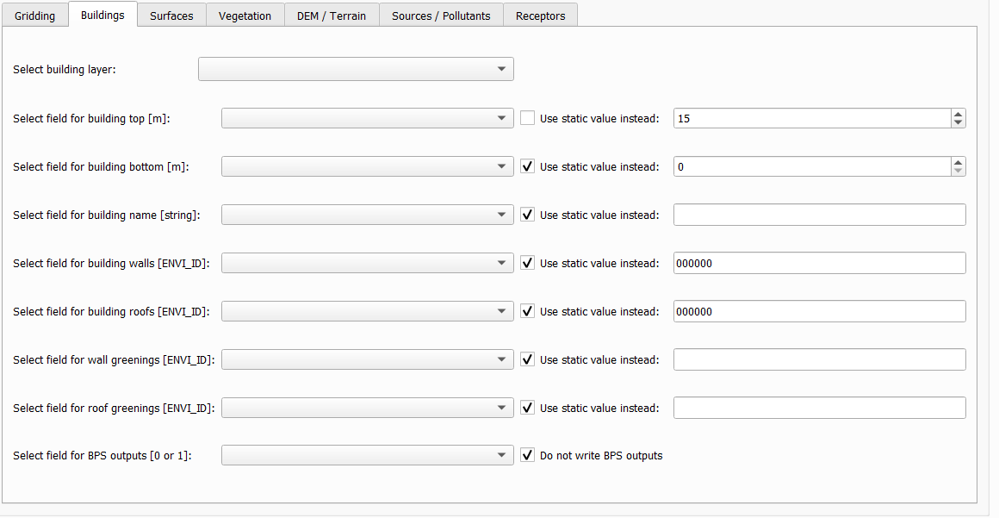 Gridding Buildings Surfaces Vegetation DEM / Terrain Sources / Pollutants Receptors
Select building layer:
Select field for building top [m]: Use static value instead: 15
Select field for building bottom [m]: Use static value instead: 0
Select field for building name [string]: Use static value instead:
Select field for building walls [ENVI_ID]: Use static value instead: 000000
Select field for building roofs [ENVI_ID]: Use static value instead: 000000
Select field for wall greenings [ENVI_ID]: Use static value instead:
Select field for roof greenings [ENVI_ID]: Use static value instead:
Select field for BPS outputs [0 or 1]: Do not write BPS outputs